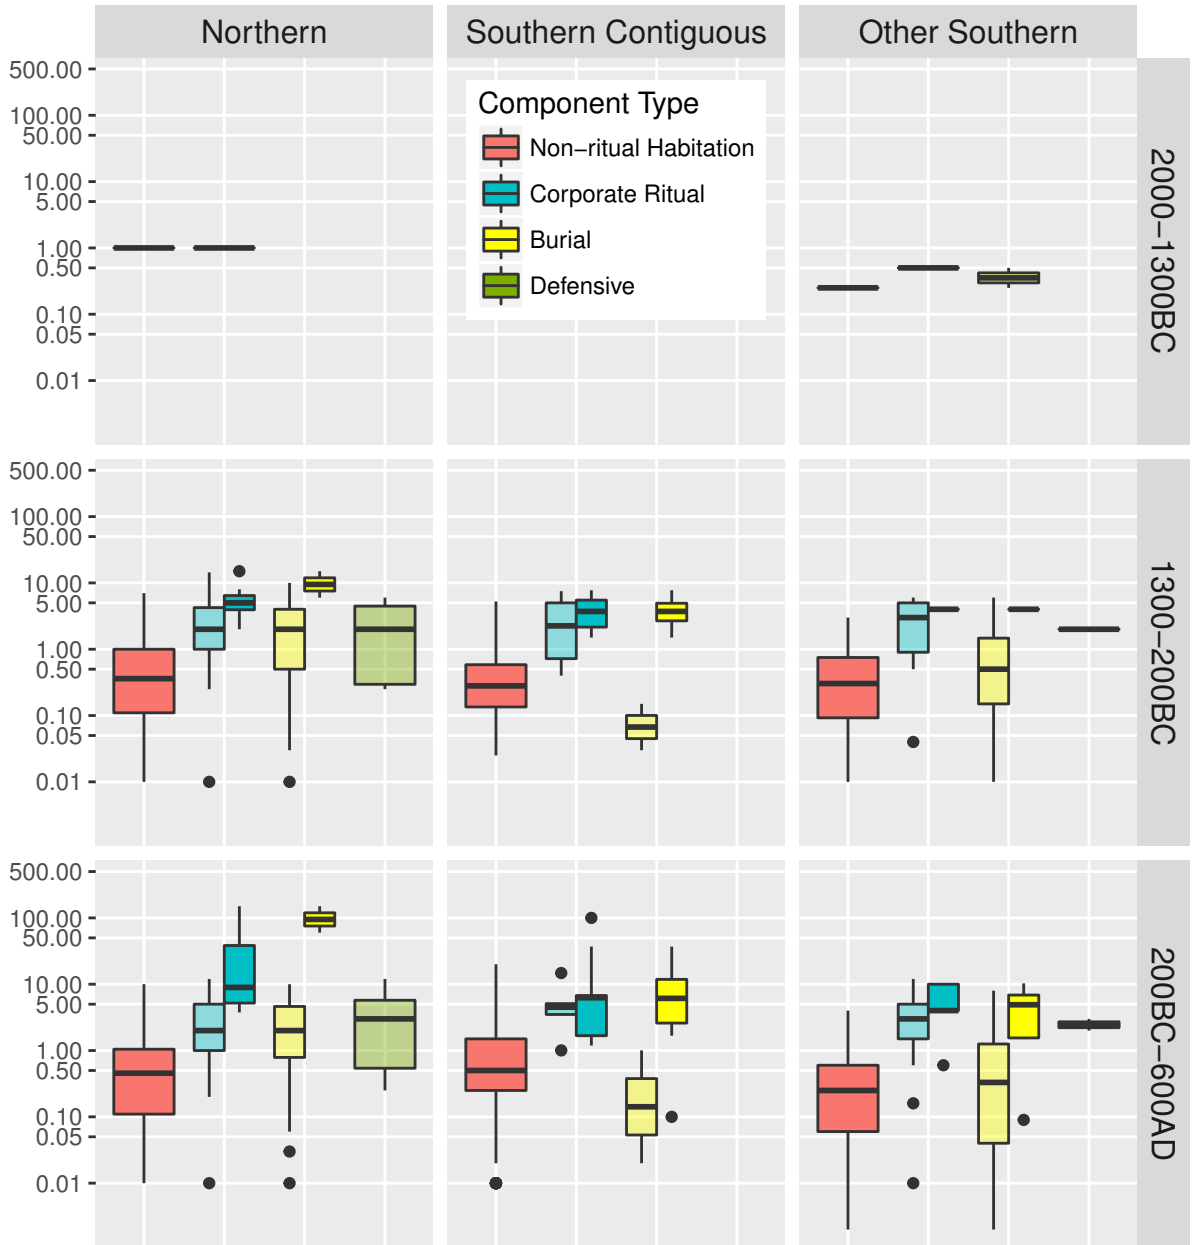 Northern
Southern Contiguous
Other Southern
500.00
100.00
50.00
10.00
5.00
1.00
0.50
0.10
0.05
0.01
Component Type
Non−ritual Habitation
Corporate Ritual
Burial
Defensive
2000−1300BC
500.00
100.00
50.00
10.00
5.00
1.00
0.50
0.10
0.05
0.01
1300−200BC
500.00
100.00
50.00
10.00
5.00
1.00
0.50
0.10
0.05
0.01
200BC−600AD